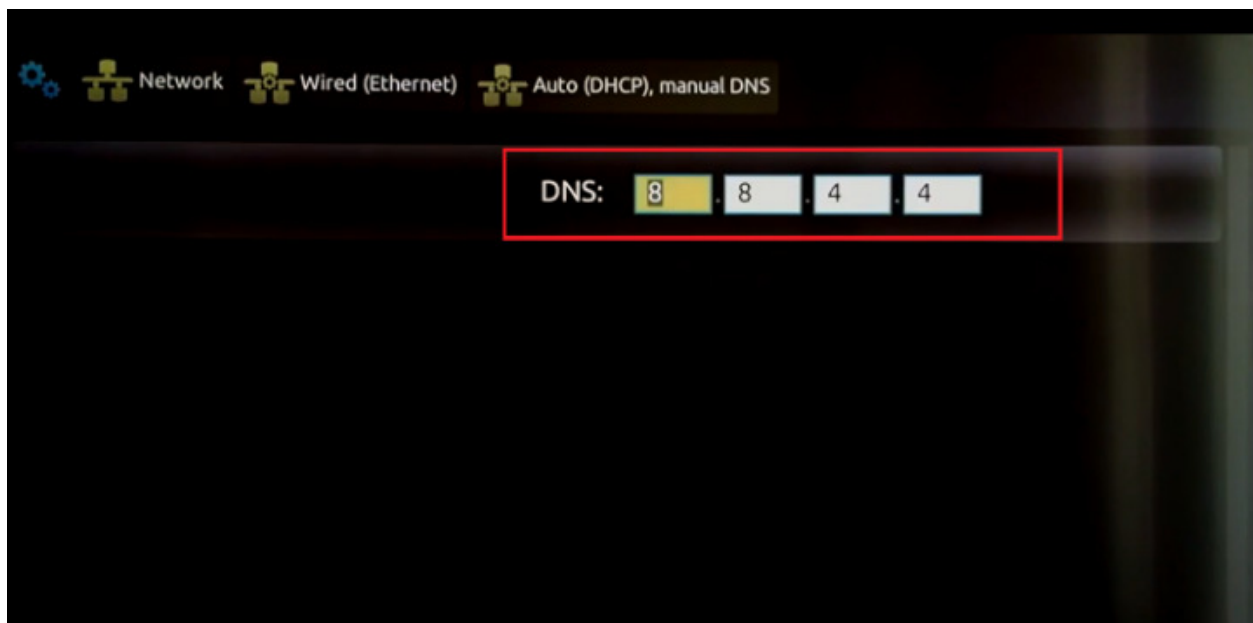 Network Wired (Ethernet) Auto (DHCP), manual DNS
DNS: 8 . 8 . 4 . 4